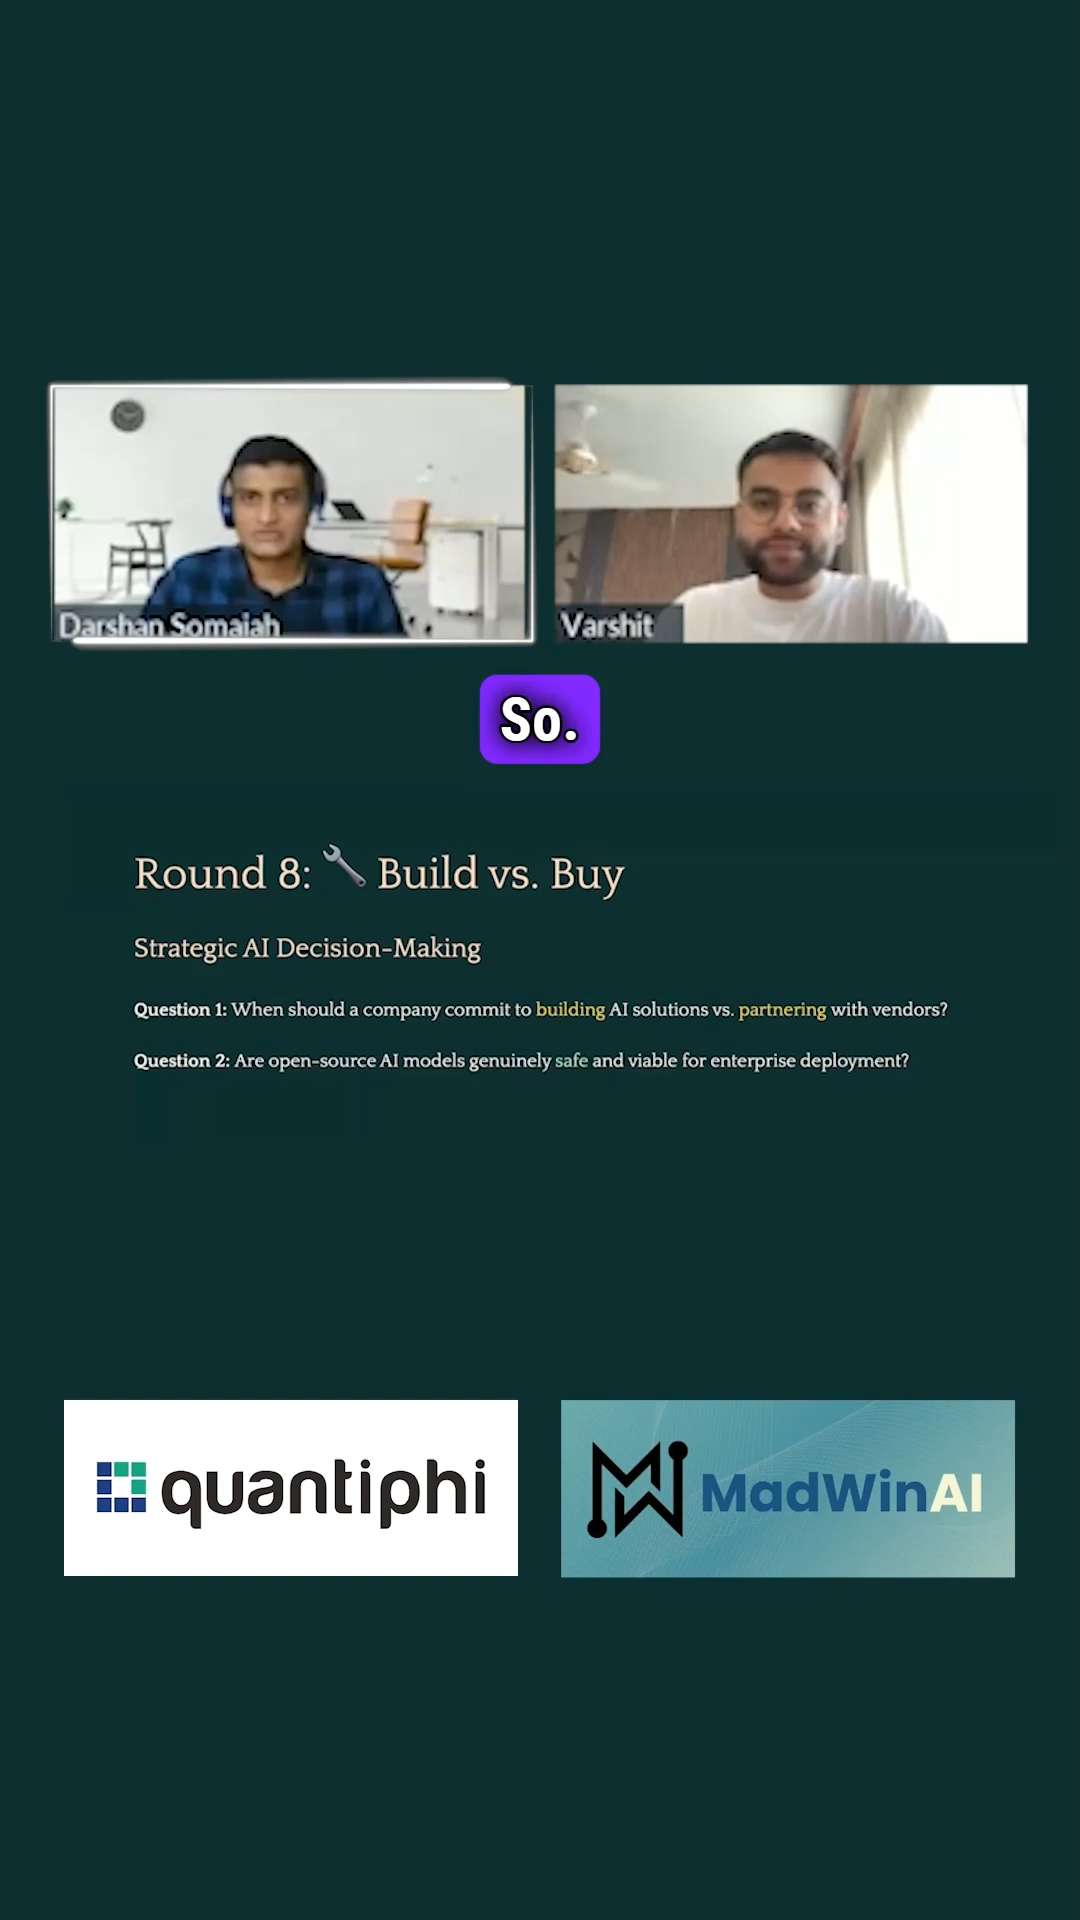 Darshan Somaiah
Varshit
So.
Round 8: Build vs. Buy
Strategic AI Decision-Making
Question 1: When should a company commit to building AI solutions vs. partnering with vendors?
Question 2: Are open-source AI models genuinely safe and viable for enterprise deployment?
quantiphi
MadWinAI